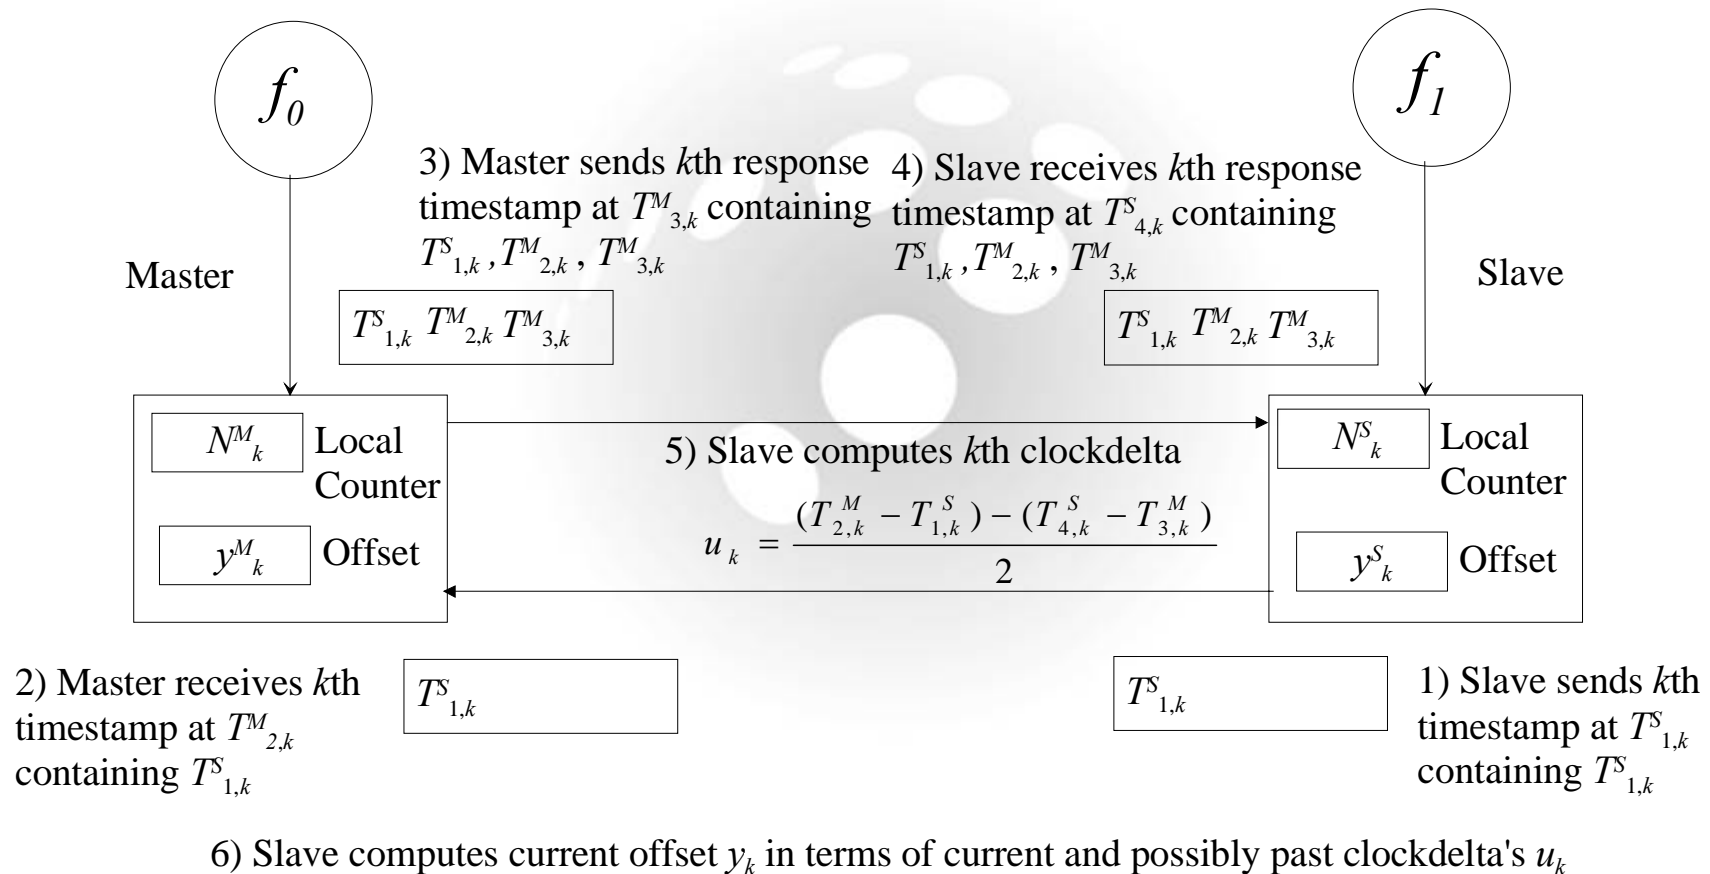 f0
f1
3) Master sends kth response
timestamp at T^M_3,k containing
T^S_1,k , T^M_2,k , T^M_3,k
4) Slave receives kth response
timestamp at T^S_4,k containing
T^S_1,k , T^M_2,k , T^M_3,k
Master
Slave
T^S_1,k T^M_2,k T^M_3,k
T^S_1,k T^M_2,k T^M_3,k
N^M_k Local
Counter
y^M_k Offset
5) Slave computes kth clockdelta
u_k = (T_2,k^M − T_1,k^S) − (T_4,k^S − T_3,k^M)
2
N^S_k Local
Counter
y^S_k Offset
2) Master receives kth
timestamp at T^M_2,k
containing T^S_1,k
T^S_1,k
T^S_1,k
1) Slave sends kth
timestamp at T^S_1,k
containing T^S_1,k
6) Slave computes current offset y_k in terms of current and possibly past clockdelta's u_k